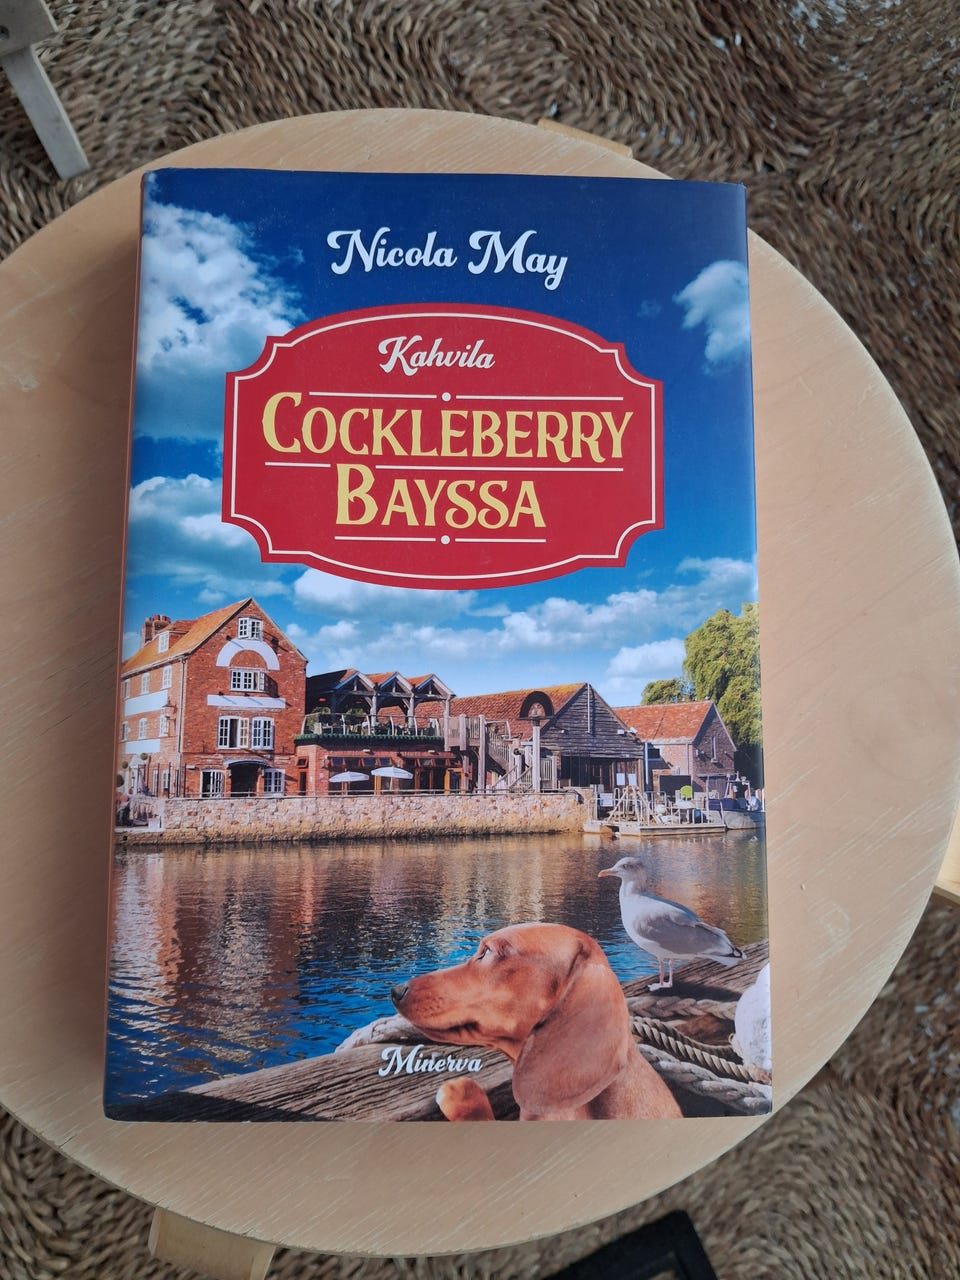 Nicola May
Kahvila
COCKLEBERRY
BAYSSA
Minerva